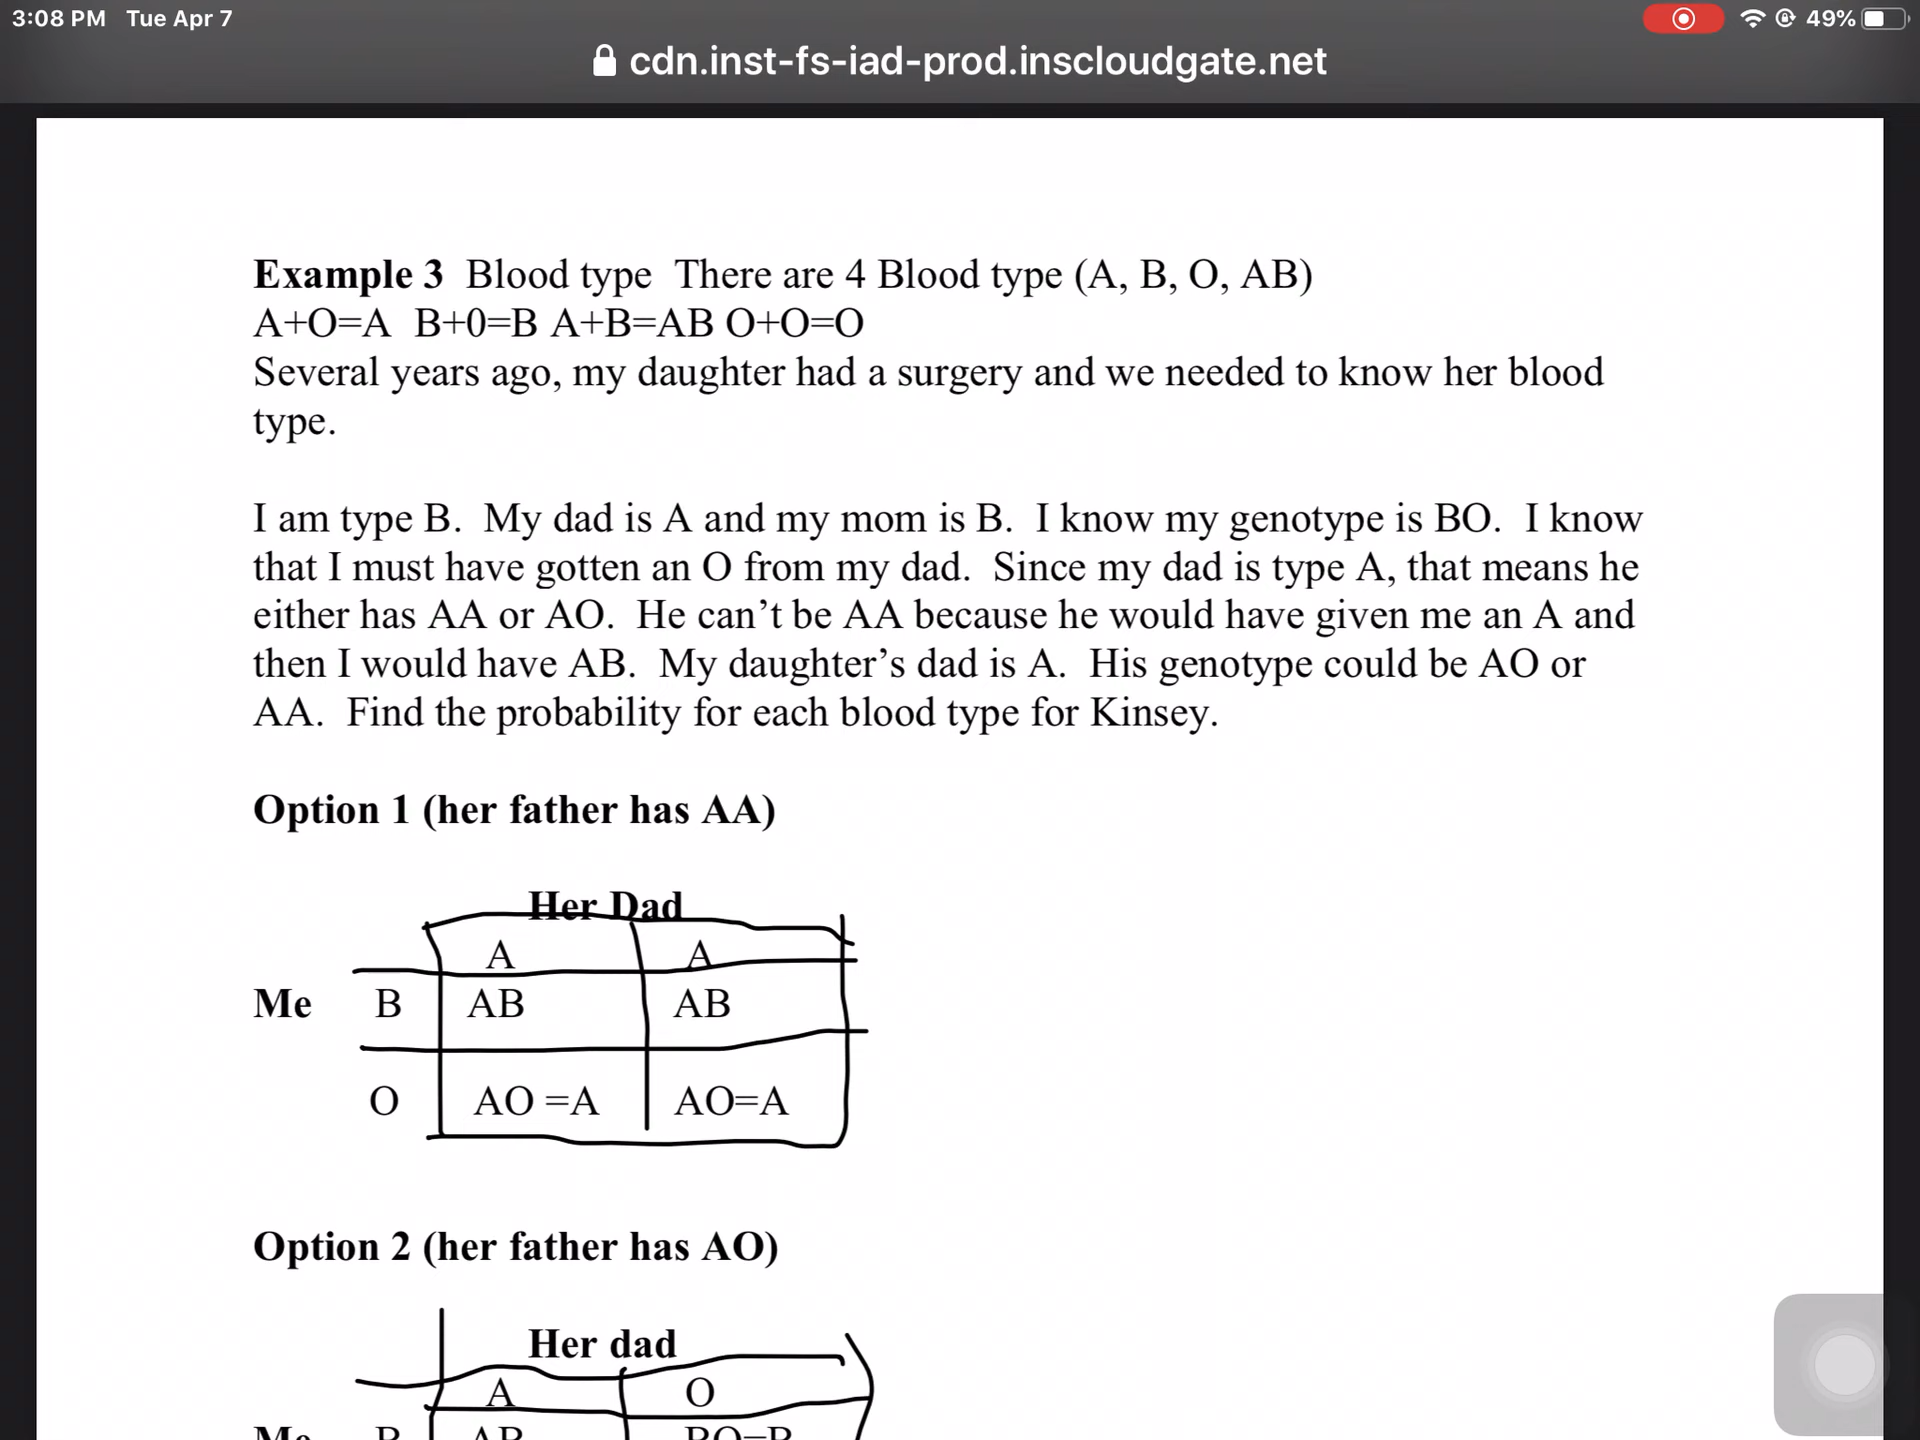 3:08 PM Tue Apr 7 49%
cdn.inst-fs-iad-prod.inscloudgate.net
Example 3 Blood type There are 4 Blood type (A, B, O, AB)
A+O=A B+0=B A+B=AB O+O=O
Several years ago, my daughter had a surgery and we needed to know her blood
type.
I am type B. My dad is A and my mom is B. I know my genotype is BO. I know
that I must have gotten an O from my dad. Since my dad is type A, that means he
either has AA or AO. He can’t be AA because he would have given me an A and
then I would have AB. My daughter’s dad is A. His genotype could be AO or
AA. Find the probability for each blood type for Kinsey.
Option 1 (her father has AA)
Her Dad
A A
Me B AB AB
O AO =A AO=A
Option 2 (her father has AO)
Her dad
A O
Me B AB BO=B